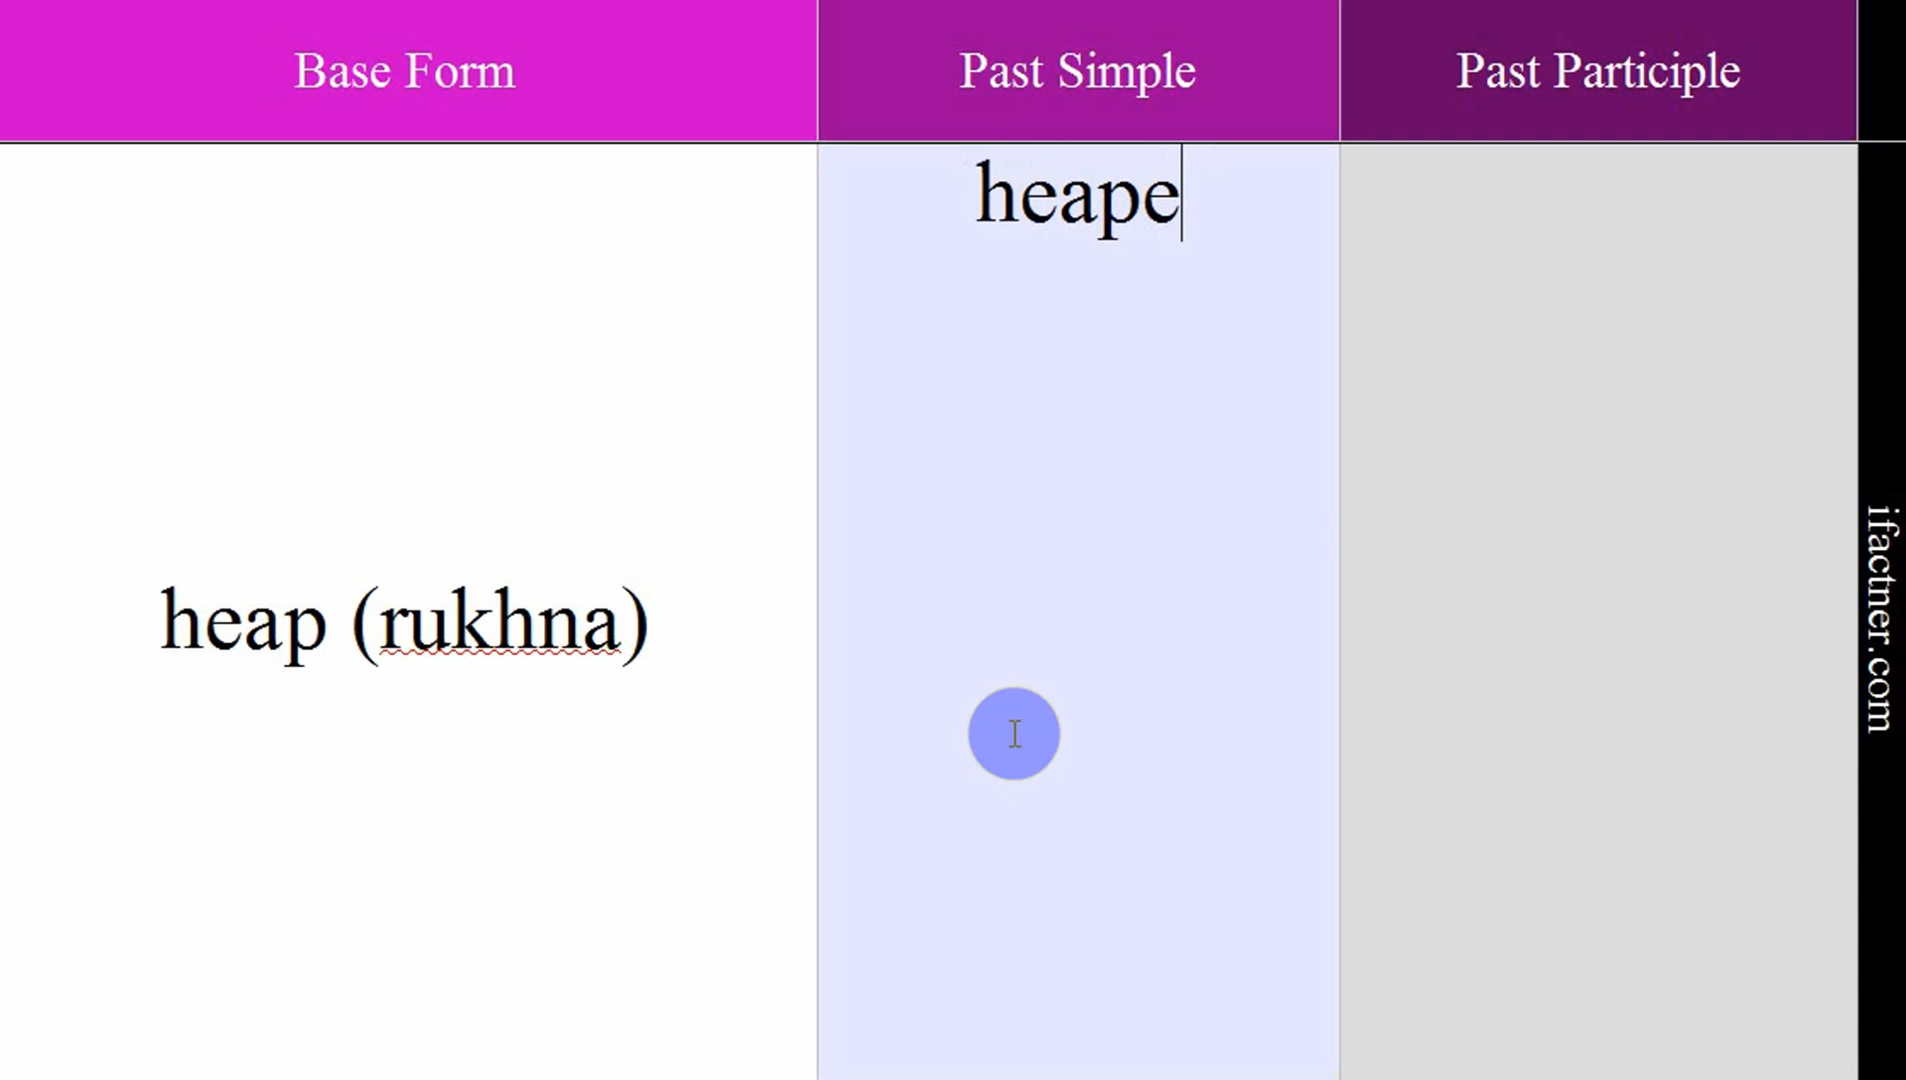 Base Form
Past Simple
Past Participle
heape
heap (rukhna)
ifactner.com